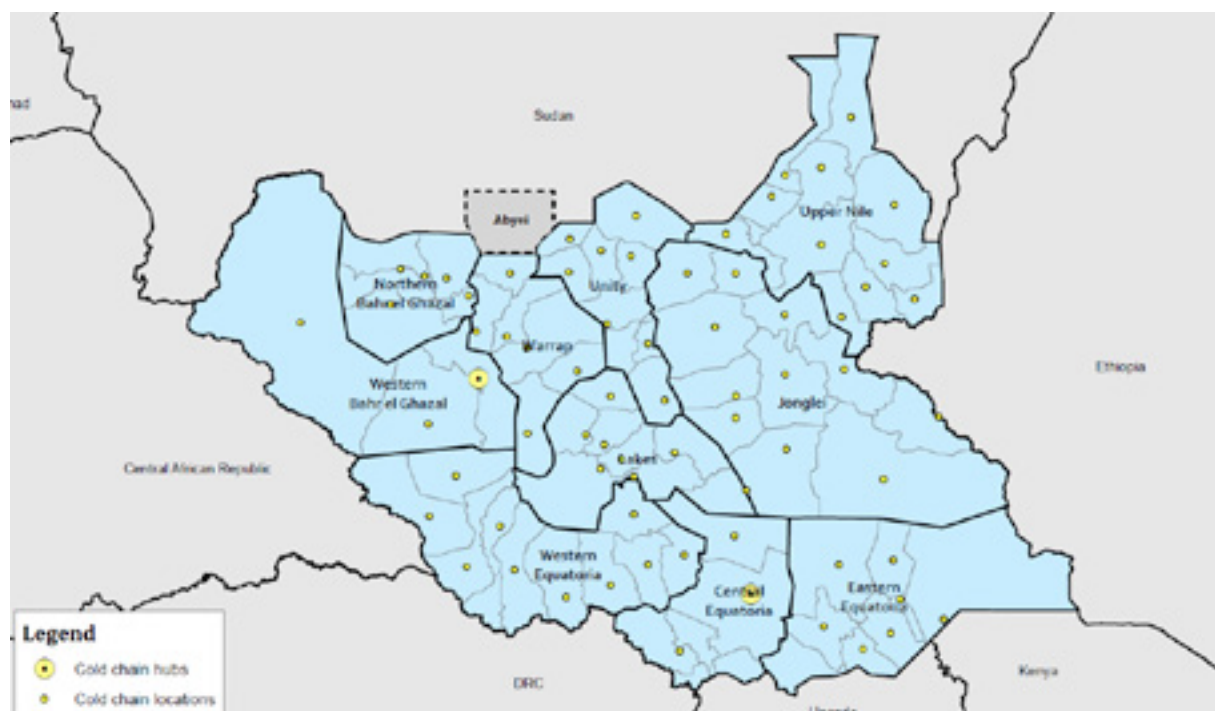 Sudan
Abyei
Upper Nile
Unity
Northern
Bahr el Ghazal
Warrap
Ethiopia
Western
Bahr el Ghazal
Jonglei
Central African Republic
Lakes
Western
Equatoria
Central
Equatoria
Eastern
Equatoria
Legend
Cold chain hubs
Cold chain locations
DRC
Kenya
Uganda